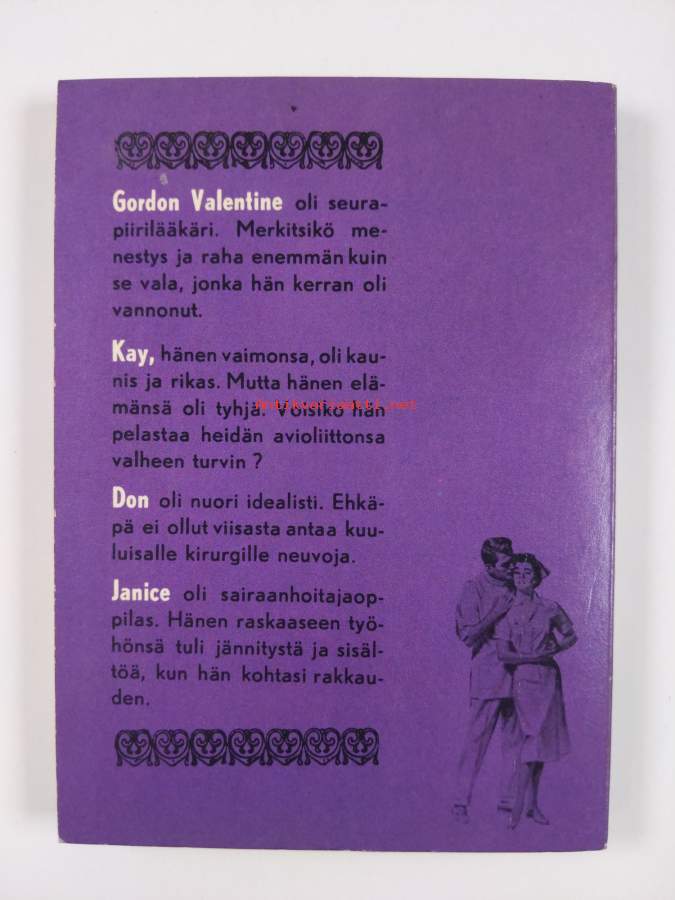 Gordon Valentine oli seura-
piirilääkäri. Merkitsikö me-
nestys ja raha enemmän kuin
se vala, jonka hän kerran oli
vannonut.
Kay, hänen vaimonsa, oli kau-
nis ja rikas. Mutta hänen elä-
mänsä oli tyhjä. Voisiko hän
antikvariaatti.net
pelastaa heidän avioliittonsa
valheen turvin ?
Don oli nuori idealisti. Ehkä-
pä ei ollut viisasta antaa kuu-
luisalle kirurgille neuvoja.
Janice oli sairaanhoitajaop-
pilas. Hänen raskaaseen työ-
hönsä tuli jännitystä ja sisäl-
töä, kun hän kohtasi rakkau-
den.